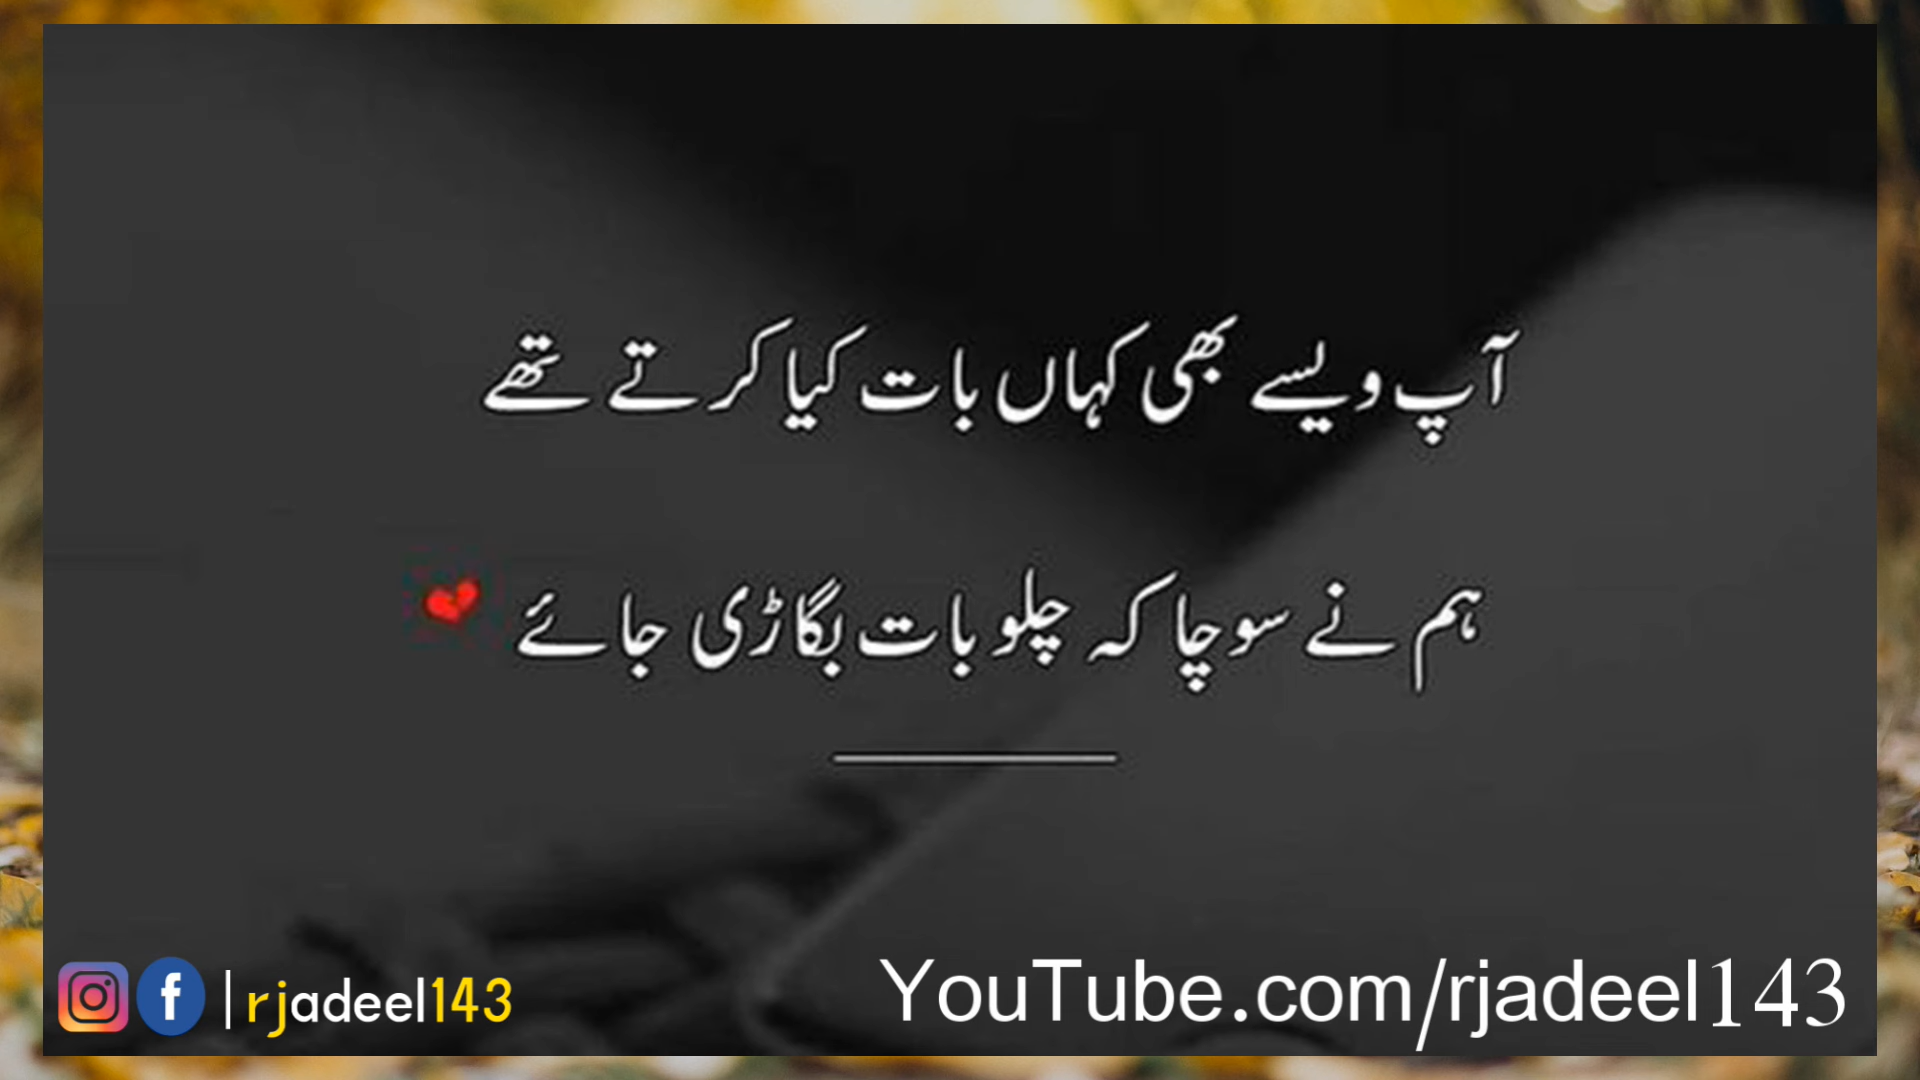 آپ ویسے بھی کہاں بات کیا کرتے تھے
ہم نے سوچا کہ چلو بات بگاڑی جائے 💔
rjadeel143
YouTube.com/rjadeel143